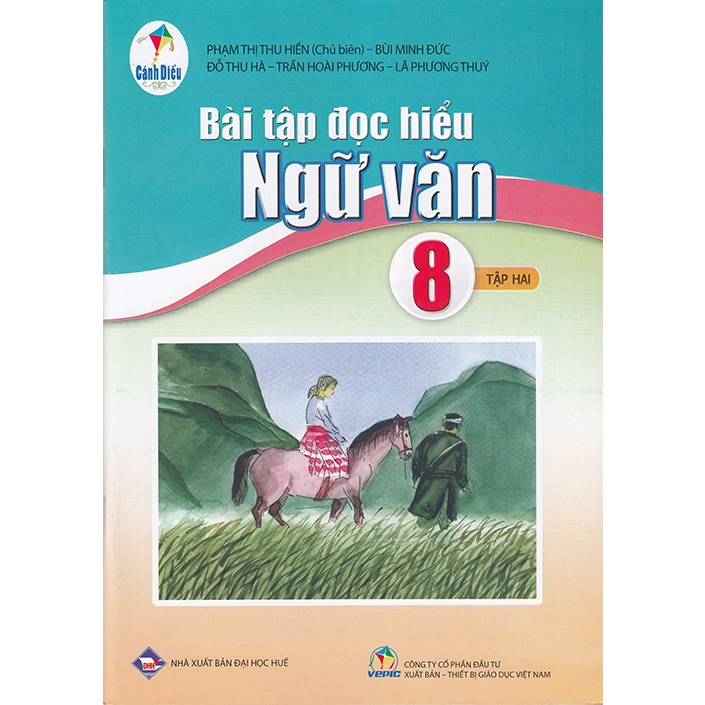 Cánh Diều
PHẠM THỊ THU HIỀN (Chủ biên) – BÙI MINH ĐỨC
ĐỖ THU HÀ – TRẦN HOÀI PHƯƠNG – LÃ PHƯƠNG THUÝ
Bài tập đọc hiểu
Ngữ văn
8
TẬP HAI
ĐHH
NHÀ XUẤT BẢN ĐẠI HỌC HUẾ
VEPIC
CÔNG TY CỔ PHẦN ĐẦU TƯ
XUẤT BẢN – THIẾT BỊ GIÁO DỤC VIỆT NAM